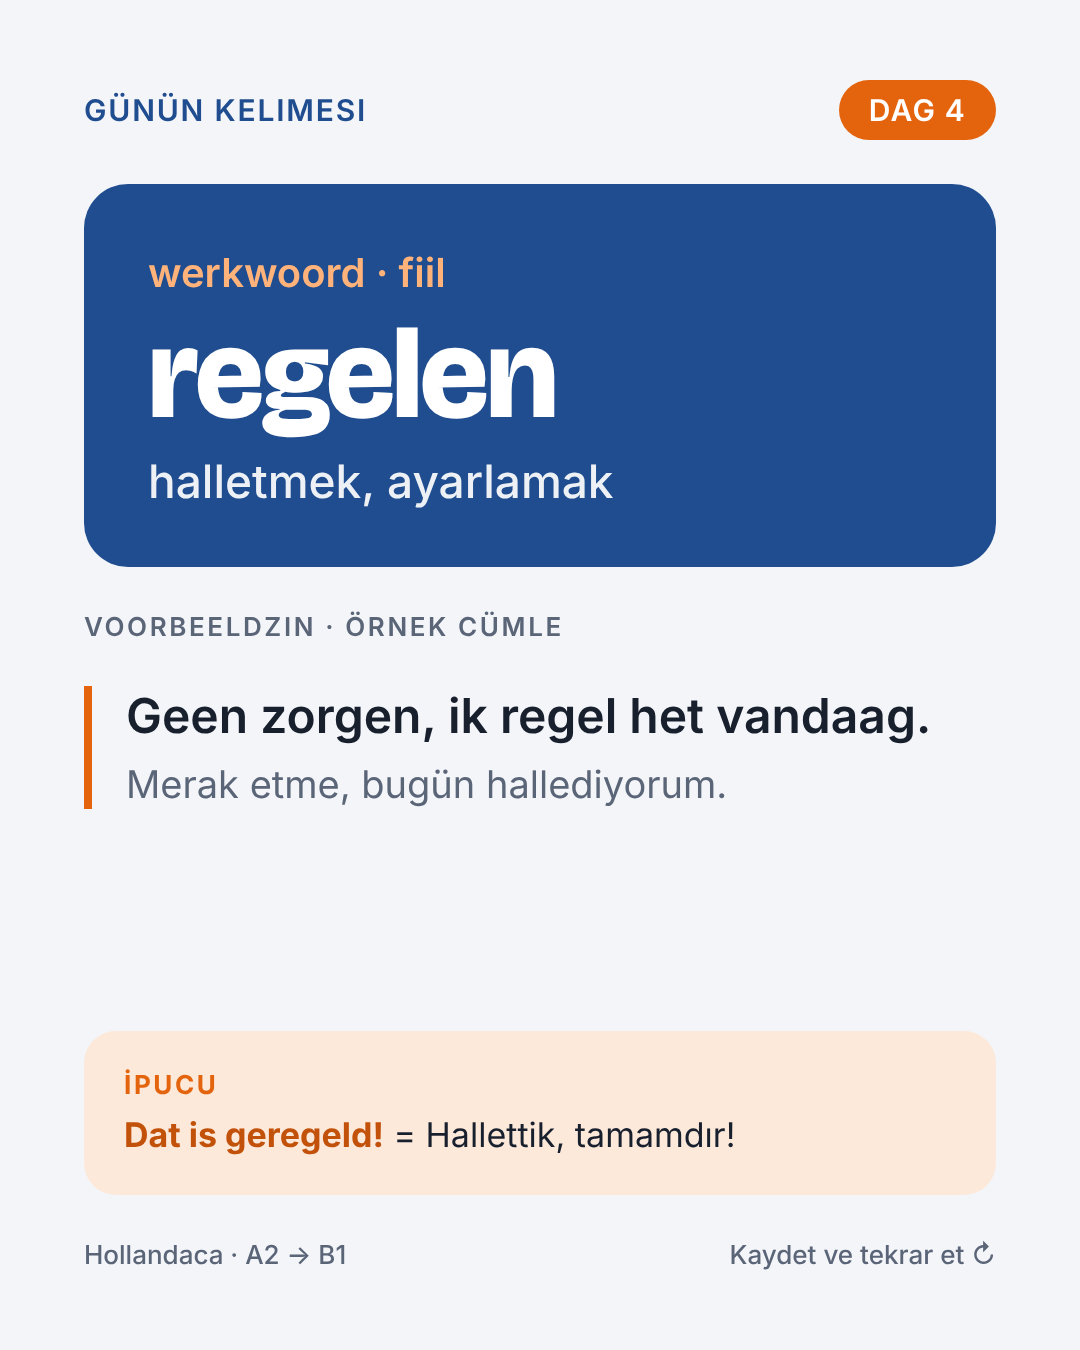 GÜNÜN KELIMESI
DAG 4
werkwoord · fiil
regelen
halletmek, ayarlamak
VOORBEELDZIN · ÖRNEK CÜMLE
Geen zorgen, ik regel het vandaag.
Merak etme, bugün hallediyorum.
İPUCU
Dat is geregeld! = Hallettik, tamamdır!
Hollandaca · A2 → B1
Kaydet ve tekrar et ↻